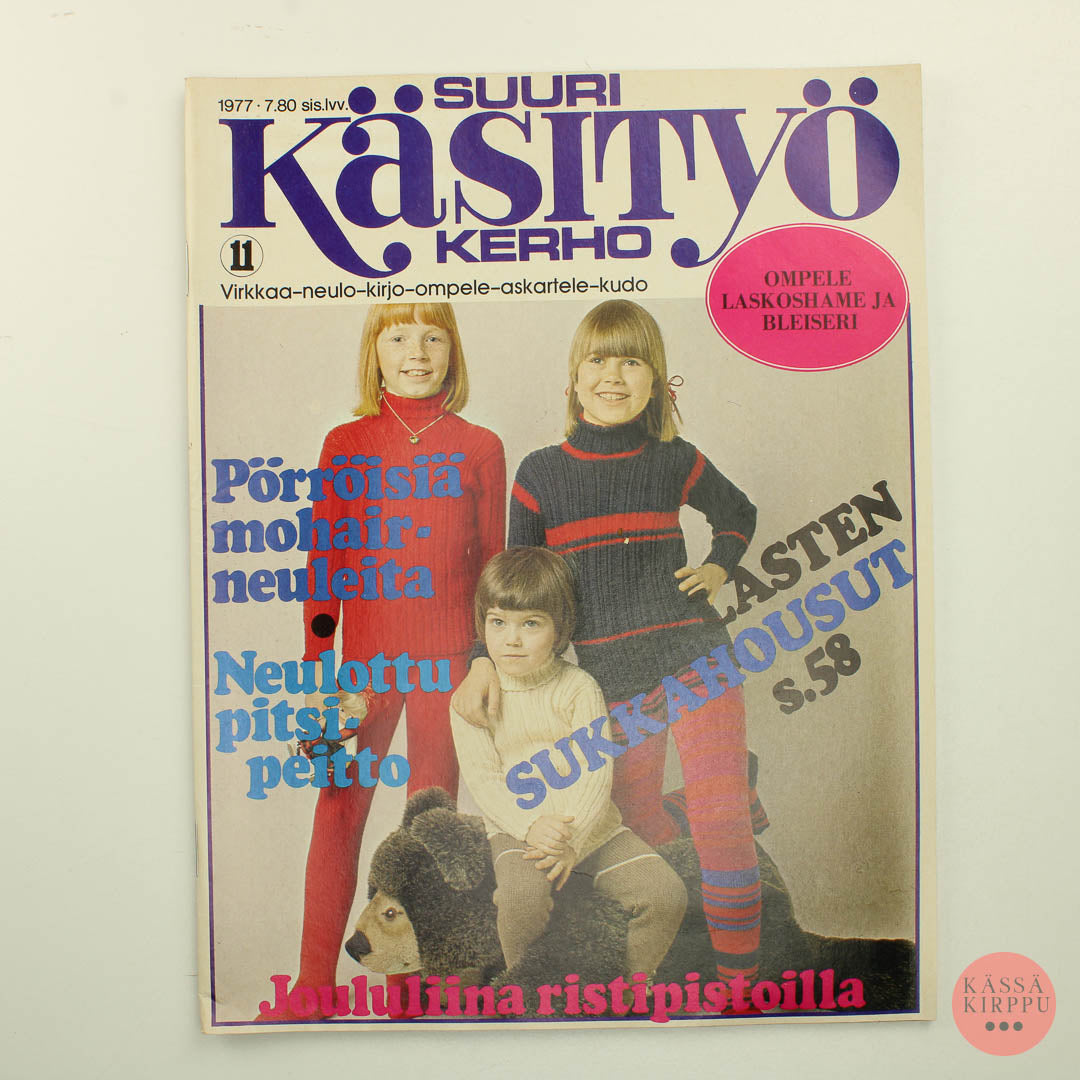 1977 · 7.80 sis.lvv.
SUURI
KÄSITYÖ
KERHO
11
Virkkaa–neulo–kirjo–ompele–askartele–kudo
OMPELE
LASKOSHAME JA
BLEISERI
Pörröisiä
mohair-
neuleita
Neulottu
pitsi-
peitto
LASTEN
SUKKAHOUSUT
s.58
Joululiina ristipistoilla
KÄSSÄ
KIRPPU